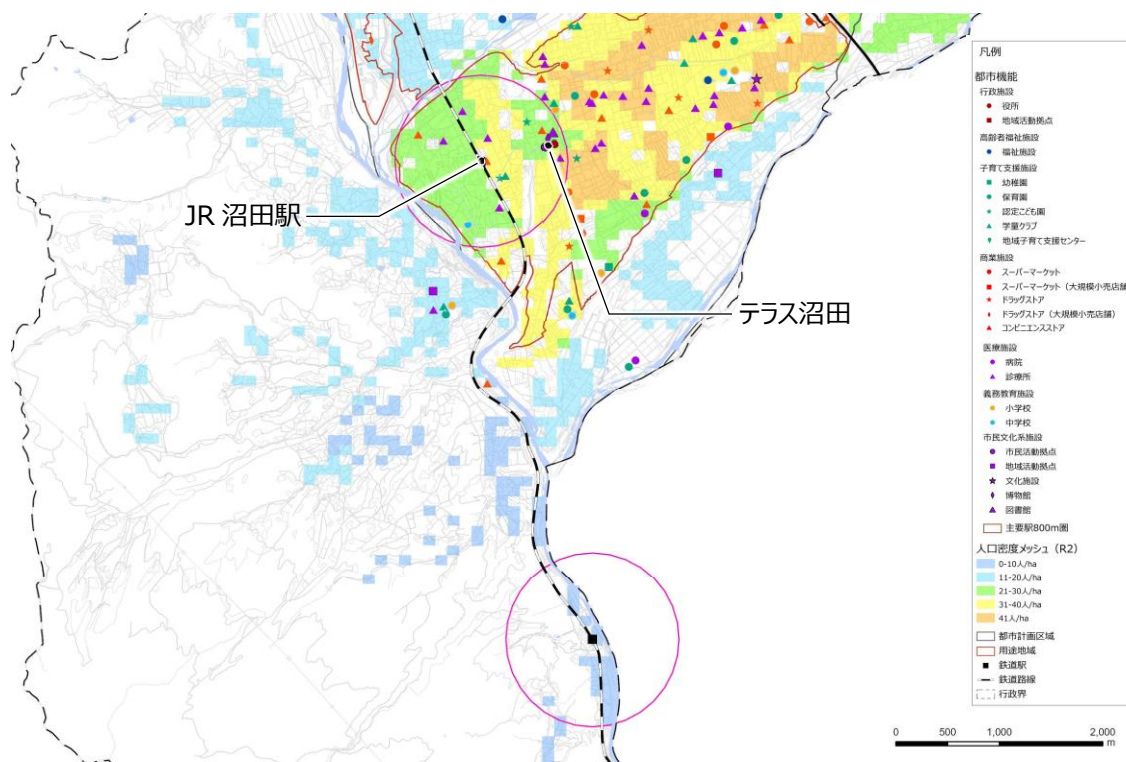 JR 沼田駅
テラス沼田
凡例
都市機能
行政施設
役所
地域活動拠点
高齢者福祉施設
福祉施設
子育て支援施設
幼稚園
保育園
認定こども園
学童クラブ
地域子育て支援センター
商業施設
スーパーマーケット
スーパーマーケット（大規模小売店舗
ドラッグストア
ドラッグストア（大規模小売店舗）
コンビニエンスストア
医療施設
病院
診療所
義務教育施設
小学校
中学校
市民文化系施設
市民活動拠点
地域活動拠点
文化施設
博物館
図書館
主要駅800m圏
人口密度メッシュ（R2）
0-10人/ha
11-20人/ha
21-30人/ha
31-40人/ha
41人/ha
都市計画区域
用途地域
鉄道駅
鉄道路線
行政界
0 500 1,000 2,000
m